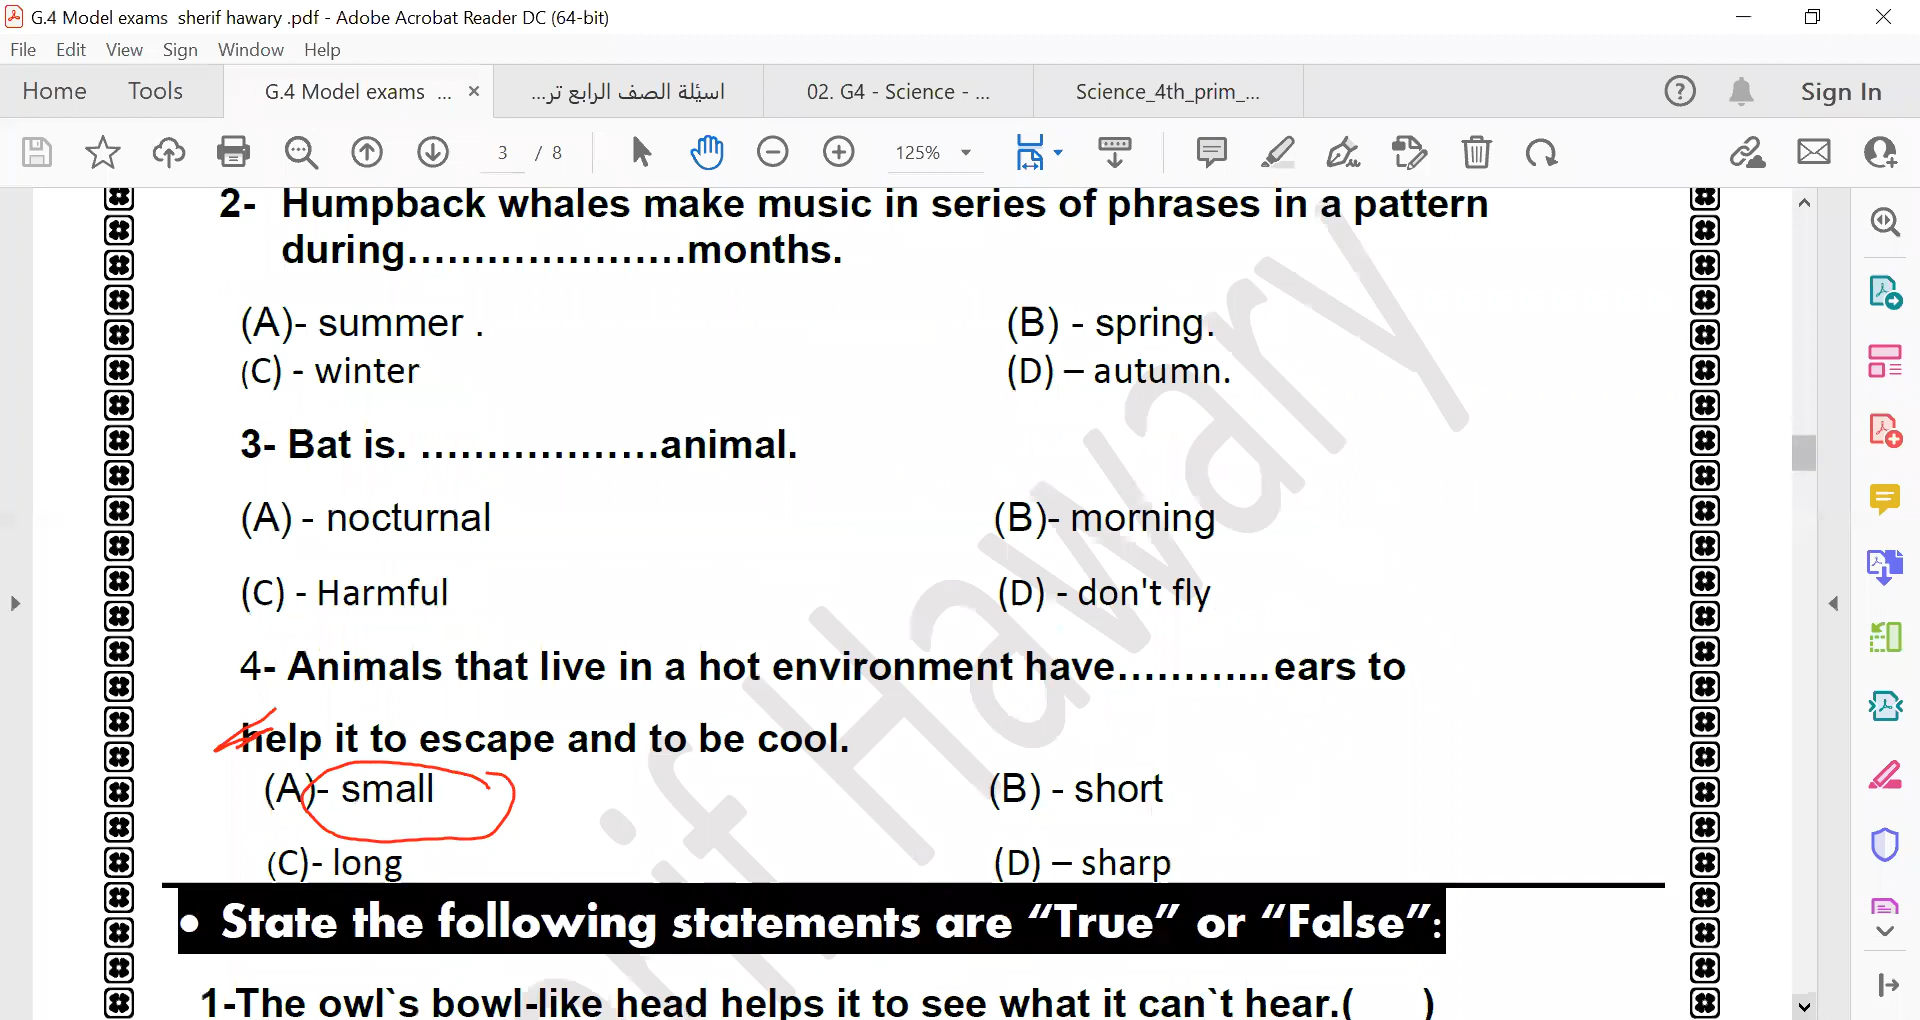 G.4 Model exams sherif hawary .pdf - Adobe Acrobat Reader DC (64-bit)
File Edit View Sign Window Help
Home Tools G.4 Model exams ... × اسئلة الصف الرابع تر... 02. G4 - Science - ... Science_4th_prim_... Sign In
3 / 8 125%
2- Humpback whales make music in series of phrases in a pattern
during.....................months.
(A)- summer . (B) - spring.
(C) - winter (D) – autumn.
3- Bat is. ..................animal.
(A) - nocturnal (B)- morning
(C) - Harmful (D) - don't fly
4- Animals that live in a hot environment have............ears to
help it to escape and to be cool.
(A)- small (B) - short
(C)- long (D) – sharp
• State the following statements are “True” or “False”:
1-The owl`s bowl-like head helps it to see what it can`t hear.( )
erif Hawary